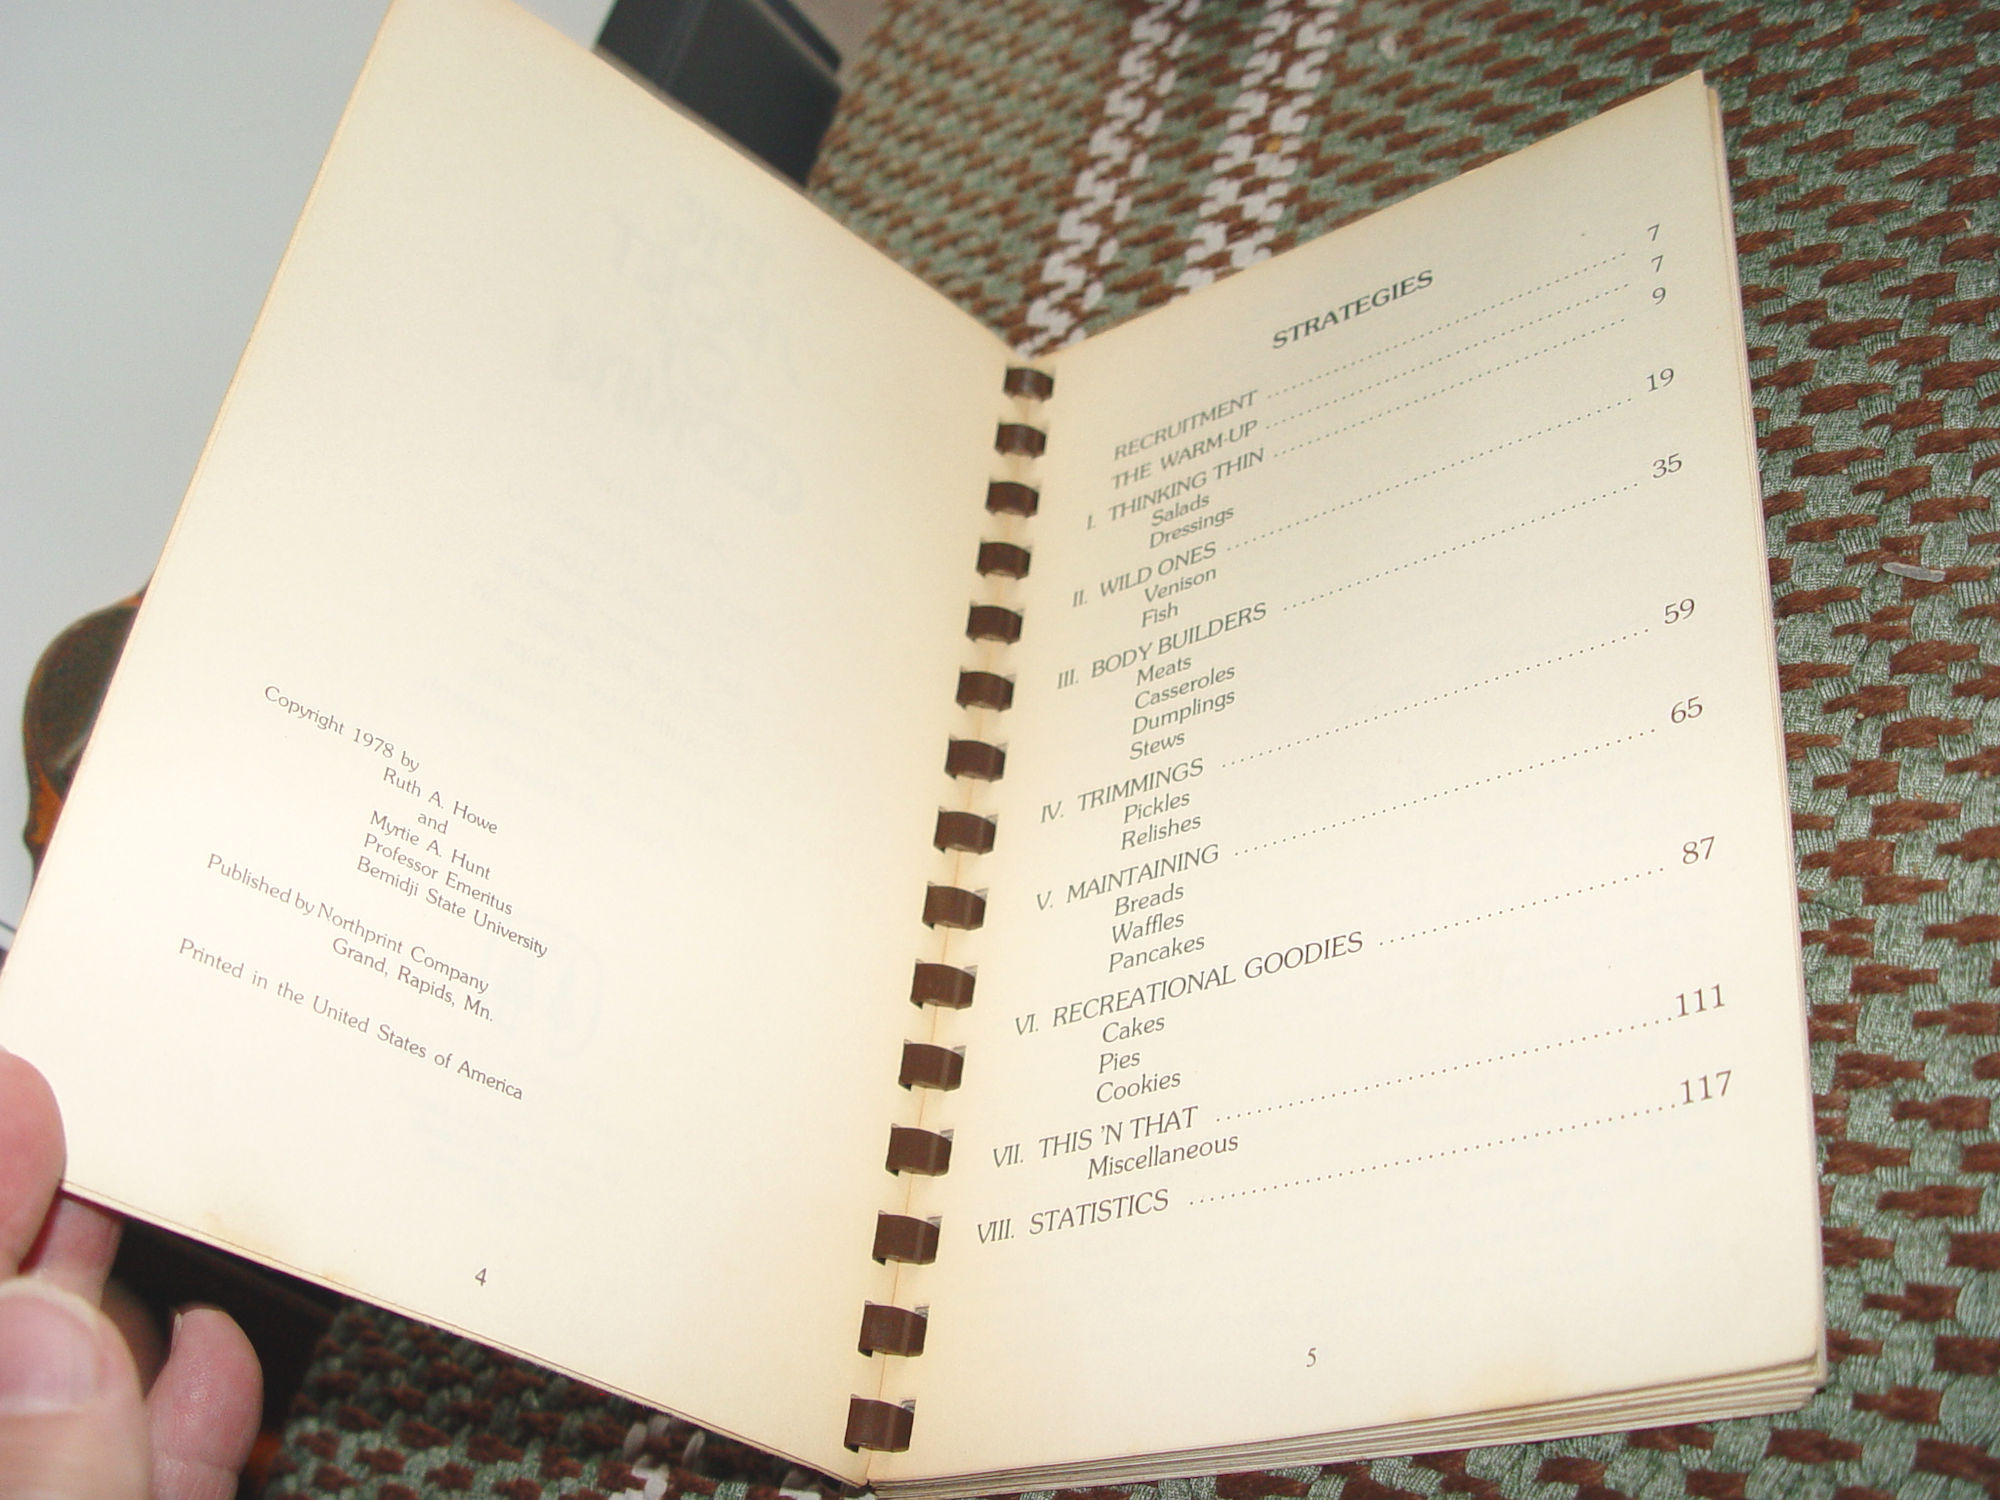 Copyright 1978 by
Ruth A. Howe
and
Myrtie A. Hunt
Professor Emeritus
Bemidji State University
Published by Northprint Company
Grand, Rapids, Mn.
Printed in the United States of America
4
STRATEGIES
RECRUITMENT ........................ 7
THE WARM-UP ........................ 7
I. THINKING THIN ........................ 9
Salads
Dressings
II. WILD ONES ........................ 19
Venison
Fish
III. BODY BUILDERS ........................ 35
Meats
Casseroles
Dumplings
Stews
IV. TRIMMINGS ........................ 59
Pickles
Relishes
V. MAINTAINING ........................ 65
Breads
Waffles
Pancakes
VI. RECREATIONAL GOODIES ........................ 87
Cakes
Pies
Cookies
VII. THIS 'N THAT ........................ 111
Miscellaneous
VIII. STATISTICS ........................ 117
5